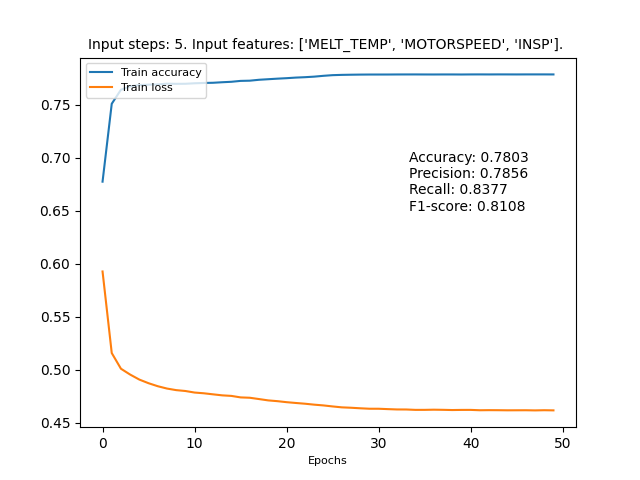 Input steps: 5. Input features: ['MELT_TEMP', 'MOTORSPEED', 'INSP'].
Train accuracy
Train loss
0.75
0.70
0.65
0.60
0.55
0.50
0.45
Accuracy: 0.7803
Precision: 0.7856
Recall: 0.8377
F1-score: 0.8108
0 10 20 30 40 50
Epochs